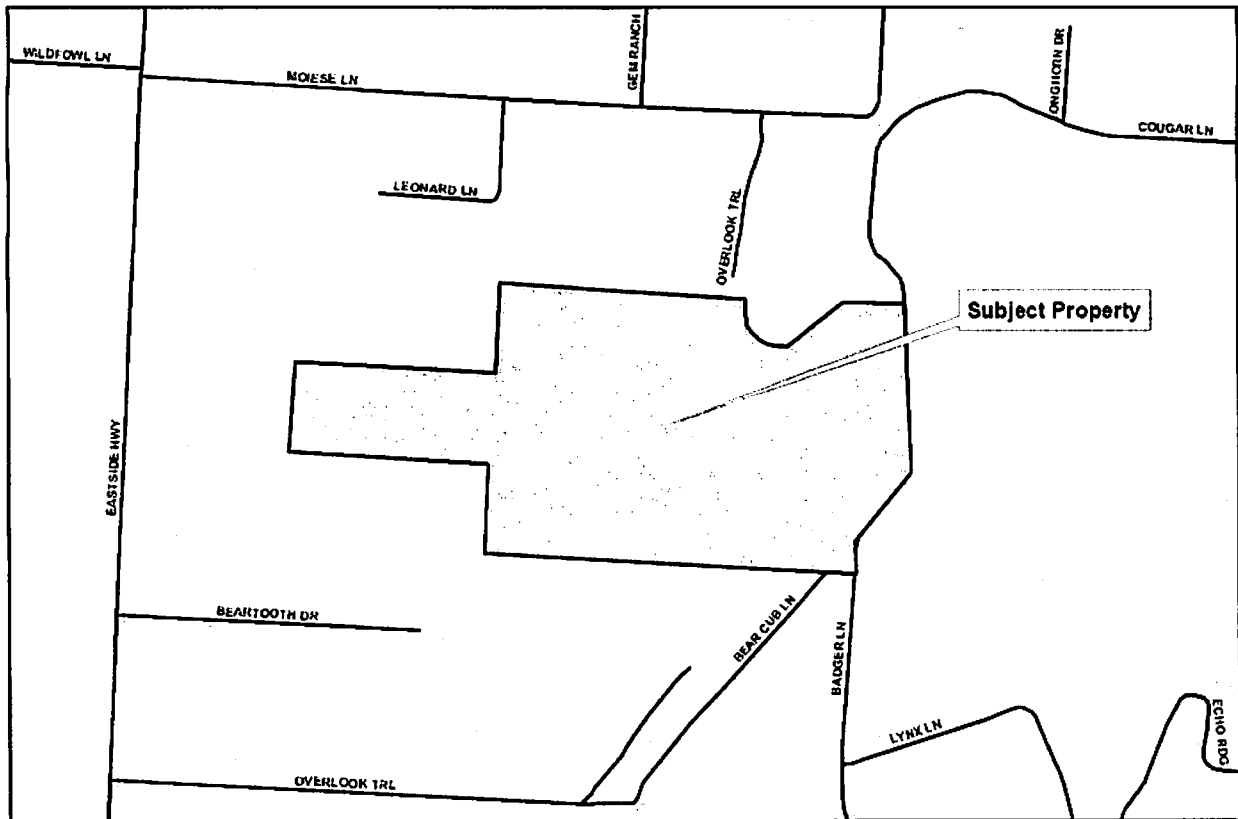 WILDFOWL LN
MOIESE LN
GEM RANCH
ONGHORN DR
COUGAR LN
LEONARD LN
OVERLOOK TRL
Subject Property
EASTSIDE HWY
BEARTOOTH DR
BEAR CUB LN
BADGER LN
LYNX LN
ECHO RDG
OVERLOOK TRL